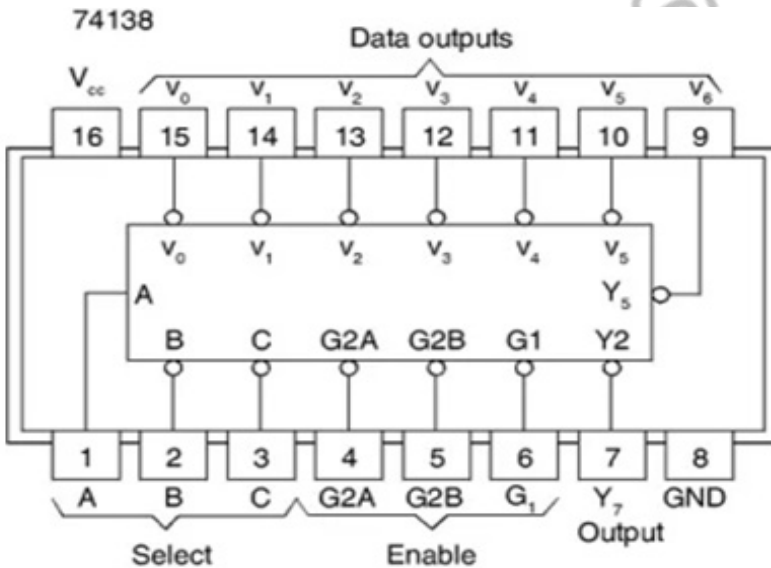 74138
Data outputs
V꜀꜀ v₀ v₁ v₂ v₃ v₄ v₅ v₆
16 15 14 13 12 11 10 9
v₀ v₁ v₂ v₃ v₄ v₅
A Y₅
B C G2A G2B G1 Y2
1 2 3 4 5 6 7 8
A B C G2A G2B G₁ Y₇ GND
Output
Select Enable